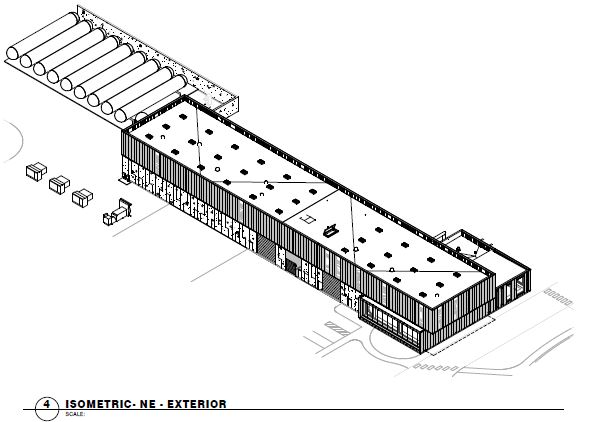 4 ISOMETRIC- NE - EXTERIOR
SCALE: